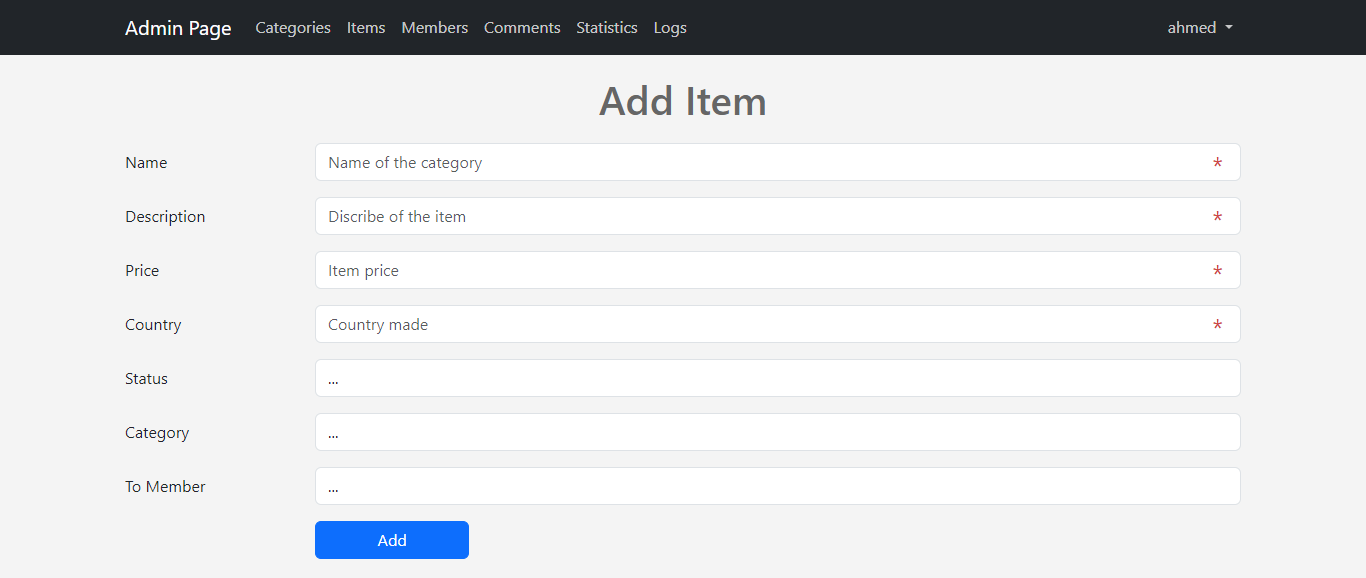 Admin Page Categories Items Members Comments Statistics Logs ahmed
Add Item
Name Name of the category *
Description Discribe of the item *
Price Item price *
Country Country made *
Status ...
Category ...
To Member ...
Add